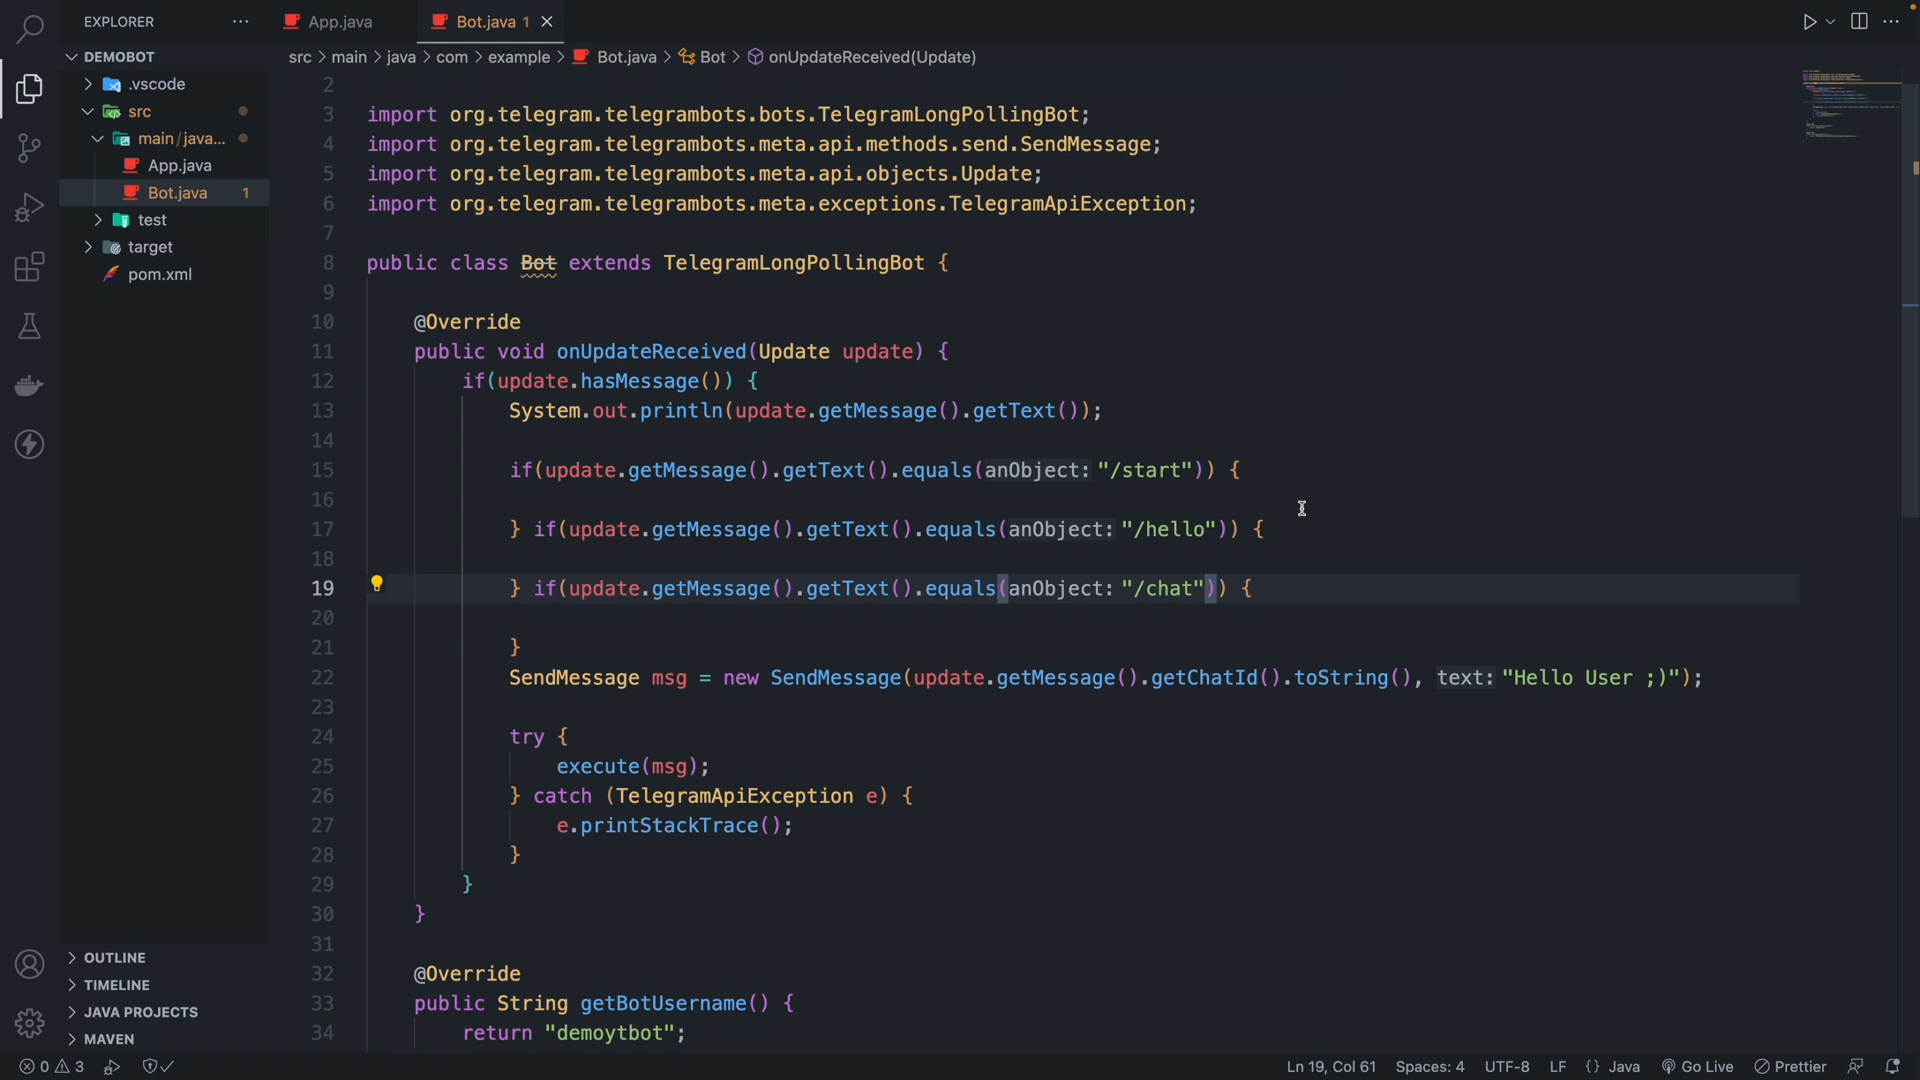 EXPLORER ···
App.java
Bot.java 1
DEMOBOT
.vscode
src
main/java...
App.java
Bot.java 1
test
target
pom.xml
OUTLINE
TIMELINE
JAVA PROJECTS
MAVEN
src > main > java > com > example > Bot.java > Bot > onUpdateReceived(Update)
2
3 import org.telegram.telegrambots.bots.TelegramLongPollingBot;
4 import org.telegram.telegrambots.meta.api.methods.send.SendMessage;
5 import org.telegram.telegrambots.meta.api.objects.Update;
6 import org.telegram.telegrambots.meta.exceptions.TelegramApiException;
7
8 public class Bot extends TelegramLongPollingBot {
9
10 @Override
11 public void onUpdateReceived(Update update) {
12 if(update.hasMessage()) {
13 System.out.println(update.getMessage().getText());
14
15 if(update.getMessage().getText().equals(anObject: "/start")) {
16
17 } if(update.getMessage().getText().equals(anObject: "/hello")) {
18
19 } if(update.getMessage().getText().equals(anObject: "/chat")) {
20
21 }
22 SendMessage msg = new SendMessage(update.getMessage().getChatId().toString(), text: "Hello User ;)");
23
24 try {
25 execute(msg);
26 } catch (TelegramApiException e) {
27 e.printStackTrace();
28 }
29 }
30 }
31
32 @Override
33 public String getBotUsername() {
34 return "demoytbot";
0 3
Ln 19, Col 61 Spaces: 4 UTF-8 LF {} Java Go Live Prettier